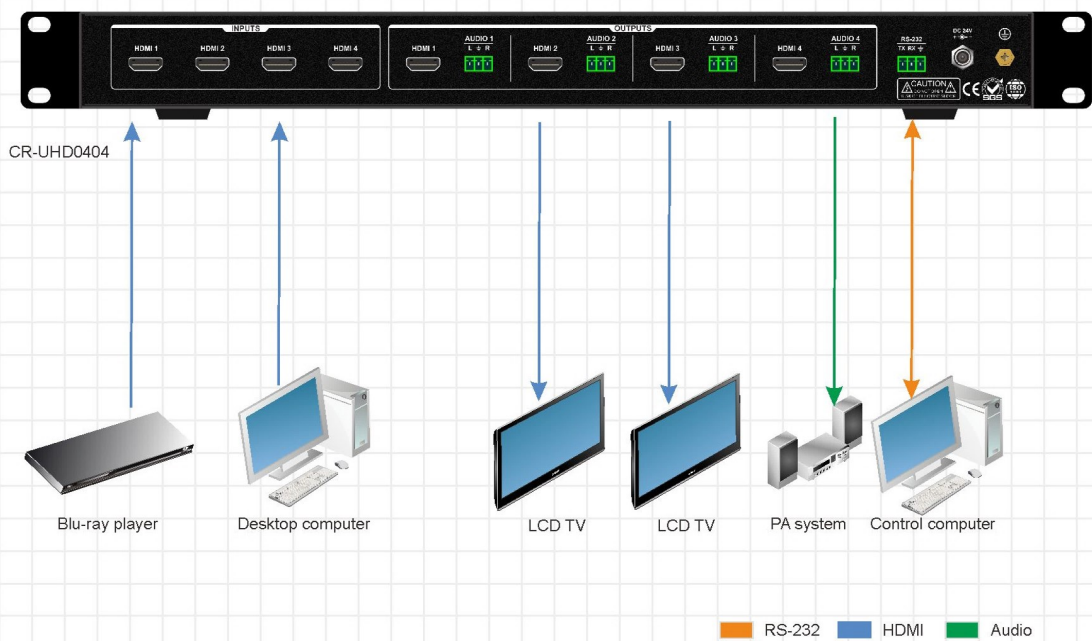 INPUTS
HDMI 1 HDMI 2 HDMI 3 HDMI 4
OUTPUTS
HDMI 1 AUDIO 1 HDMI 2 AUDIO 2 HDMI 3 AUDIO 3 HDMI 4 AUDIO 4
L R L R L R L R
RS-232
TX RX
DC 24V
CAUTION
CE SGS ISO
CR-UHD0404
Blu-ray player Desktop computer LCD TV LCD TV PA system Control computer
RS-232 HDMI Audio